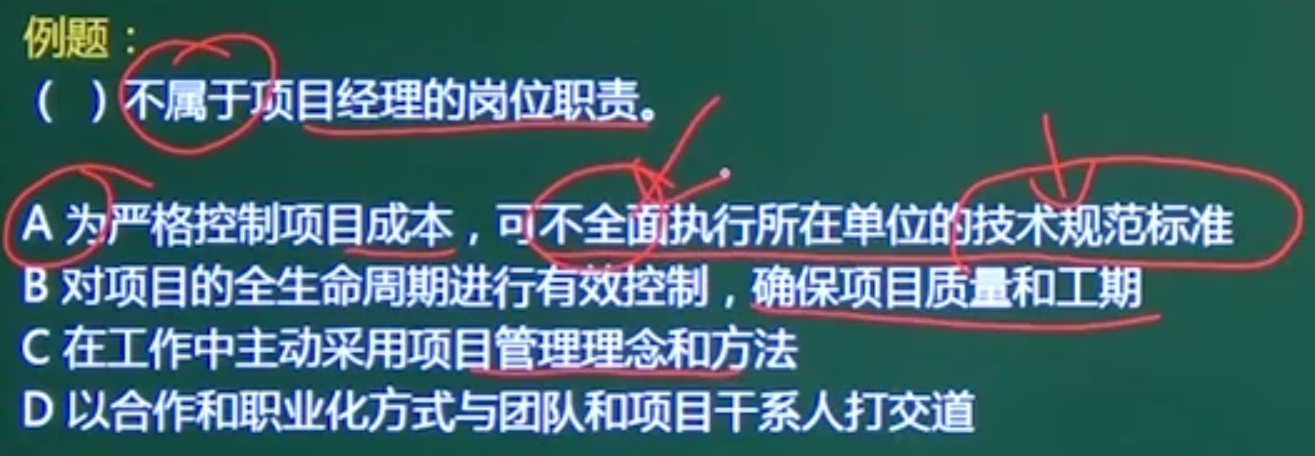 例题：
（ ）不属于项目经理的岗位职责。
A 为严格控制项目成本，可不全面执行所在单位的技术规范标准
B 对项目的全生命周期进行有效控制，确保项目质量和工期
C 在工作中主动采用项目管理理念和方法
D 以合作和职业化方式与团队和项目干系人打交道